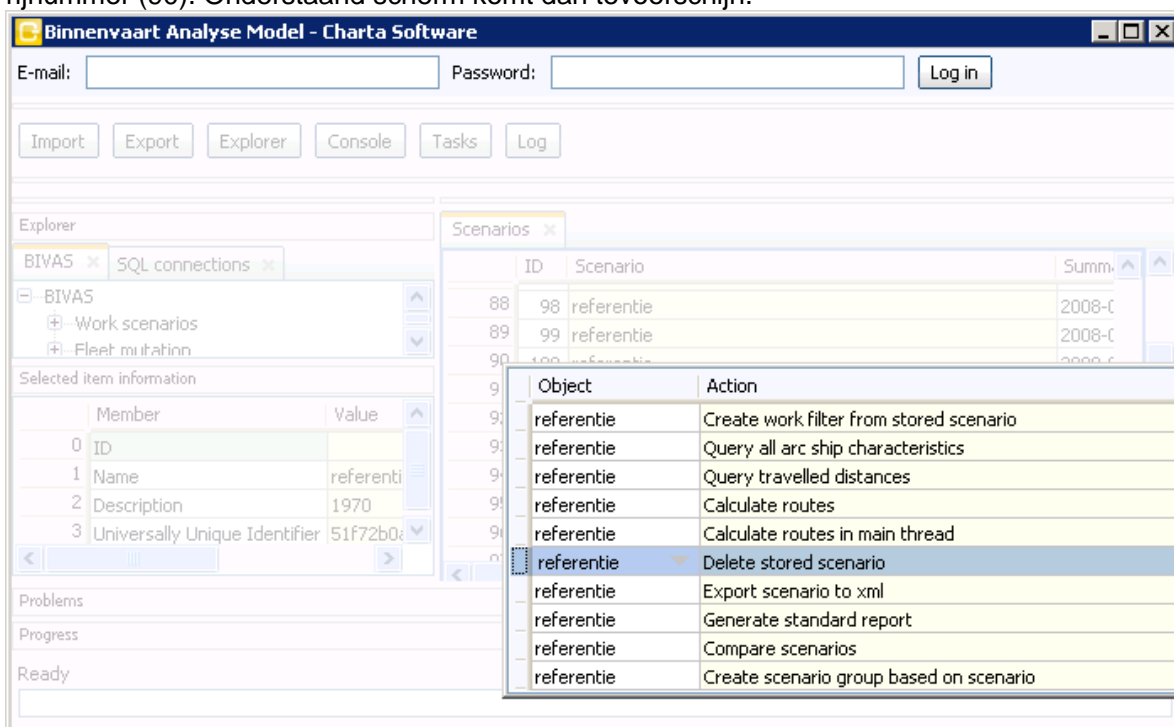 Binnenvaart Analyse Model - Charta Software
E-mail: Password: Log in
Import Export Explorer Console Tasks Log
Explorer
BIVAS SQL connections
BIVAS
Work scenarios
Fleet mutation
Selected item information
Member Value
0 ID
1 Name referenti
2 Description 1970
3 Universally Unique Identifier 51f72b0a
Problems
Progress
Ready
Scenarios
ID Scenario Summ
88 98 referentie 2008-0
89 99 referentie 2008-0
90
Object Action
referentie Create work filter from stored scenario
referentie Query all arc ship characteristics
referentie Query travelled distances
referentie Calculate routes
referentie Calculate routes in main thread
referentie Delete stored scenario
referentie Export scenario to xml
referentie Generate standard report
referentie Compare scenarios
referentie Create scenario group based on scenario